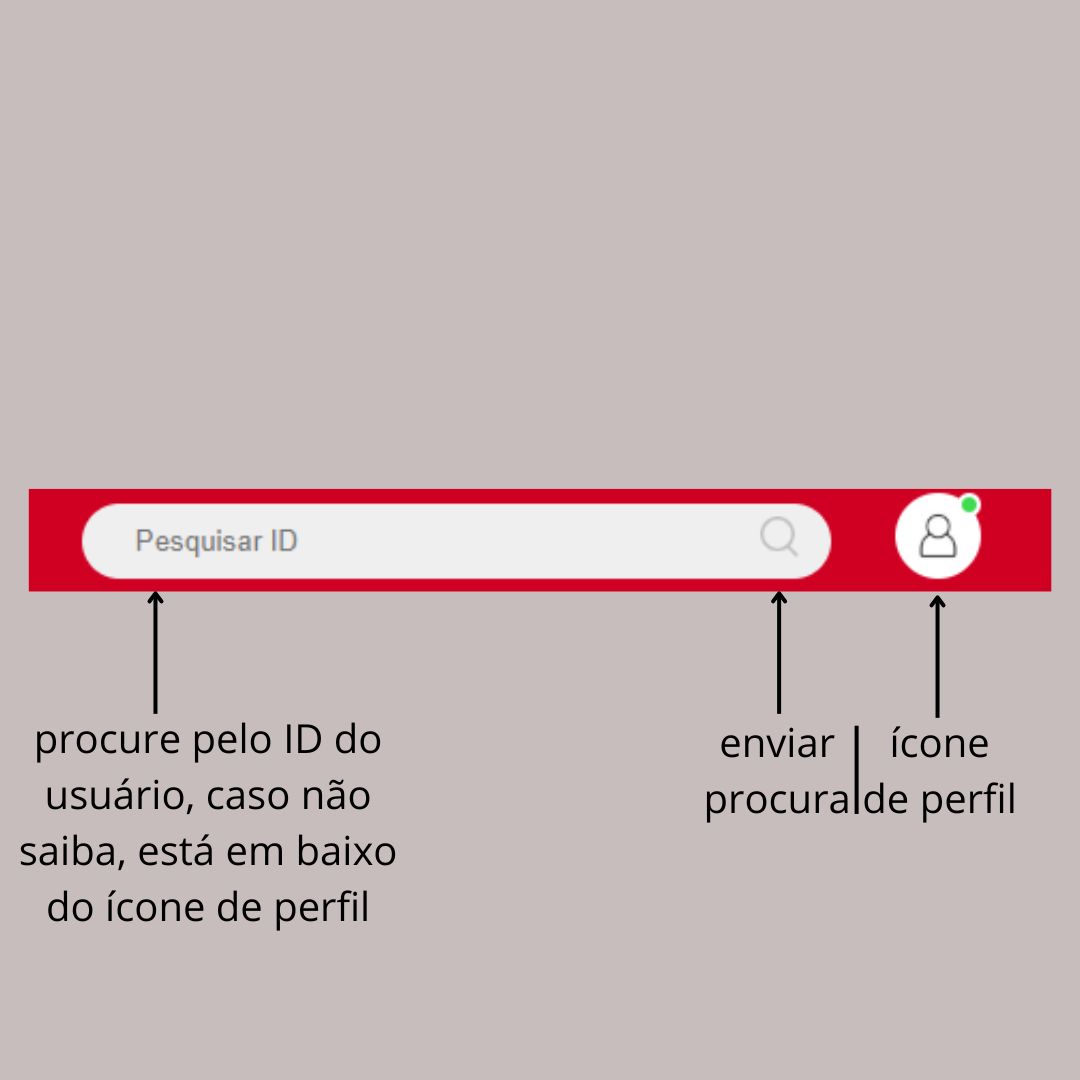 Pesquisar ID
procure pelo ID do
usuário, caso não
saiba, está em baixo
do ícone de perfil
enviar
procura
ícone
de perfil